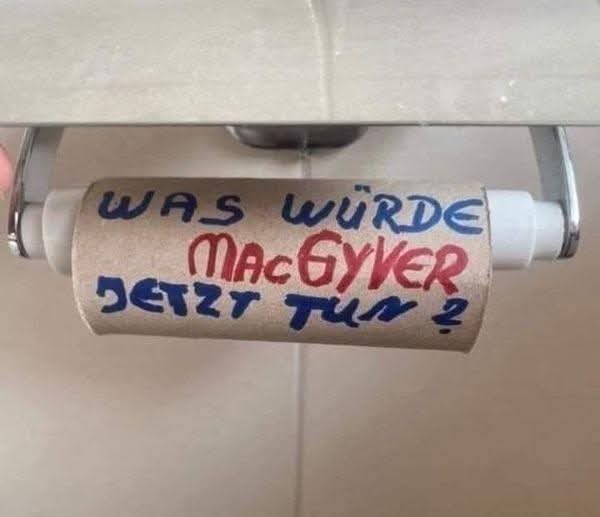 WAS WÜRDE
MACGYVER
JETZT TUN?